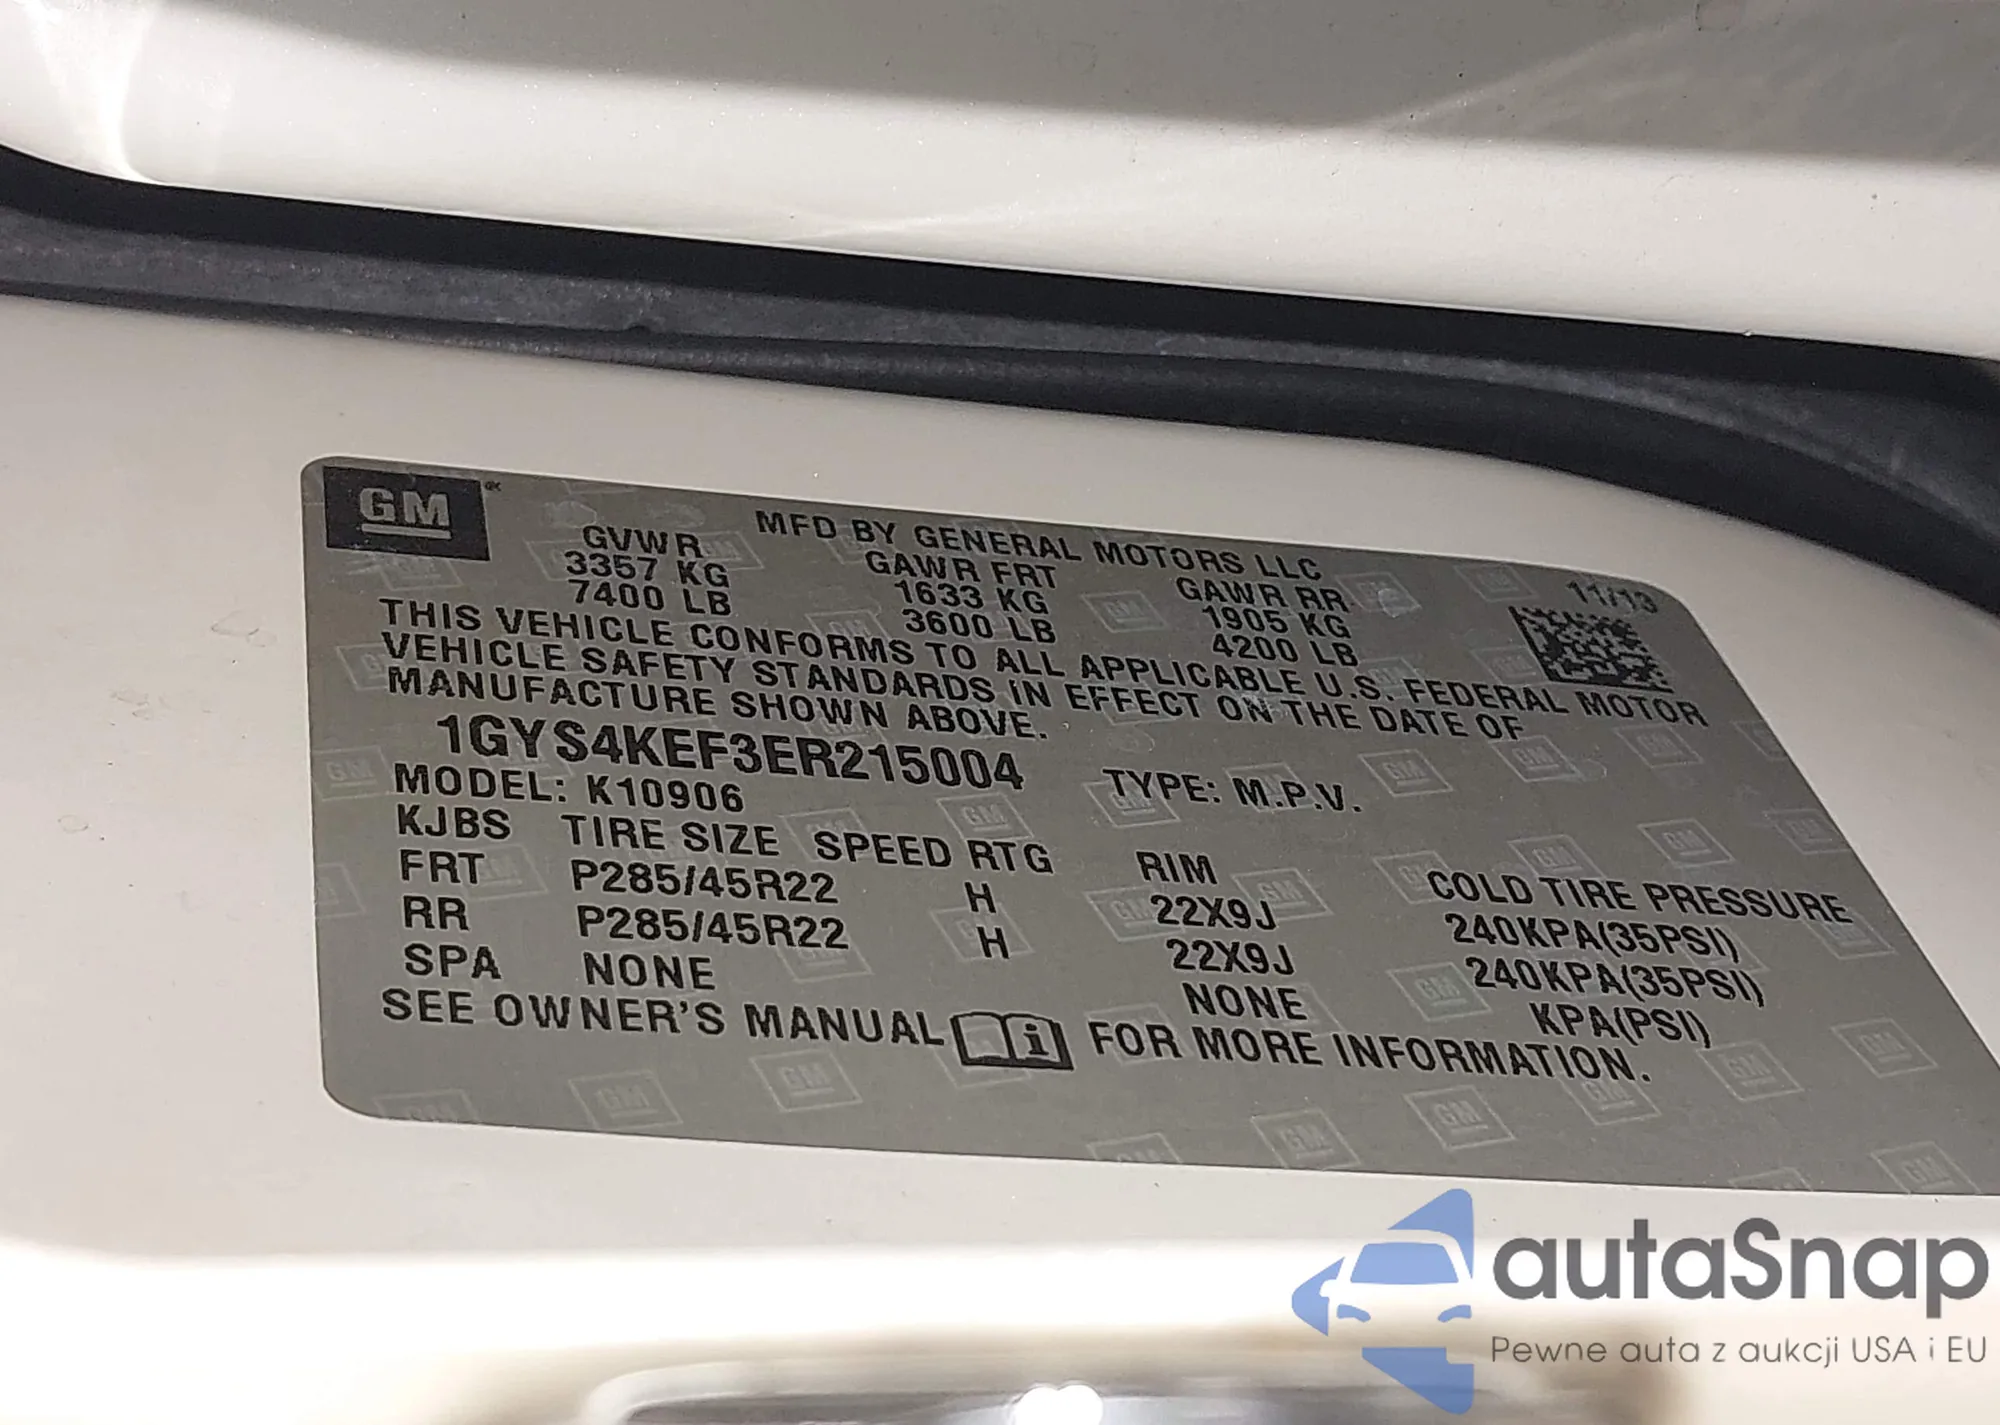 GM
MFD BY GENERAL MOTORS LLC 11/13
GVWR GAWR FRT GAWR RR
3357 KG 1633 KG 1905 KG
7400 LB 3600 LB 4200 LB
THIS VEHICLE CONFORMS TO ALL APPLICABLE U.S. FEDERAL MOTOR
VEHICLE SAFETY STANDARDS IN EFFECT ON THE DATE OF
MANUFACTURE SHOWN ABOVE.
1GYS4KEF3ER215004 TYPE: M.P.V.
MODEL: K10906
KJBS TIRE SIZE SPEED RTG RIM COLD TIRE PRESSURE
FRT P285/45R22 H 22X9J 240KPA(35PSI)
RR P285/45R22 H 22X9J 240KPA(35PSI)
SPA NONE NONE KPA(PSI)
SEE OWNER'S MANUAL FOR MORE INFORMATION.
autaSnap
Pewne auta z aukcji USA i EU